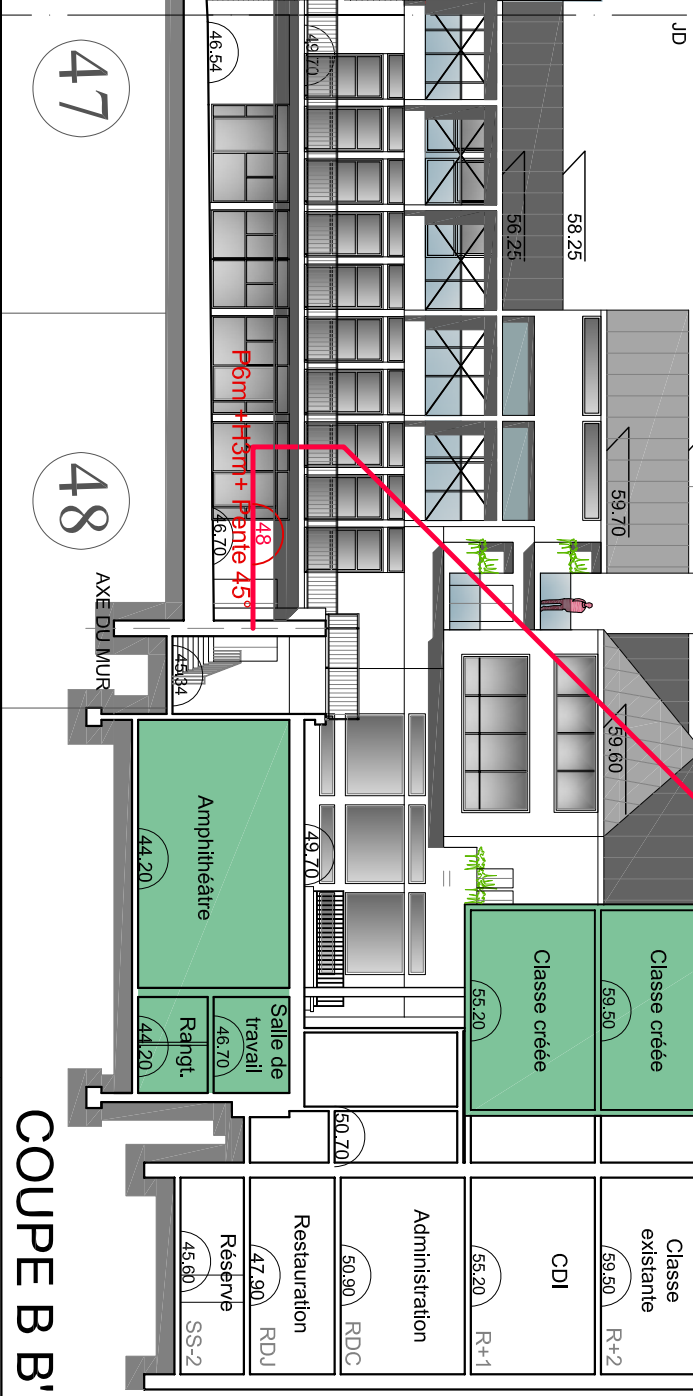 JD
47
46.54
49.70
56.25
58.25
59.70
P6m +H3m+ Pente 45°
48
48
46.70
AXE DU MUR
45.34
59.60
Amphithéâtre
44.20
49.70
Classe créée
55.20
Classe créée
59.50
Salle de
travail
46.70
Rangt.
44.20
50.70
Réserve
45.60
SS-2
Restauration
47.90
RDJ
Administration
50.90
RDC
CDI
55.20
R+1
Classe
existante
59.50
R+2
COUPE B B'